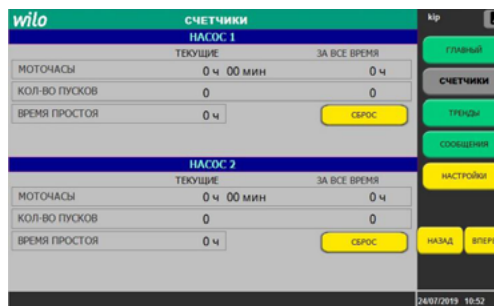 wilo СЧЕТЧИКИ kip
НАСОС 1
ТЕКУЩИЕ ЗА ВСЕ ВРЕМЯ
МОТОЧАСЫ 0 ч 00 мин 0 ч
КОЛ-ВО ПУСКОВ 0 0
ВРЕМЯ ПРОСТОЯ 0 ч СБРОС
НАСОС 2
ТЕКУЩИЕ ЗА ВСЕ ВРЕМЯ
МОТОЧАСЫ 0 ч 00 мин 0 ч
КОЛ-ВО ПУСКОВ 0 0
ВРЕМЯ ПРОСТОЯ 0 ч СБРОС
ГЛАВНЫЙ
СЧЕТЧИКИ
ТРЕНДЫ
СООБЩЕНИЯ
НАСТРОЙКИ
НАЗАД ВПЕРЕ
24/07/2019 10:52